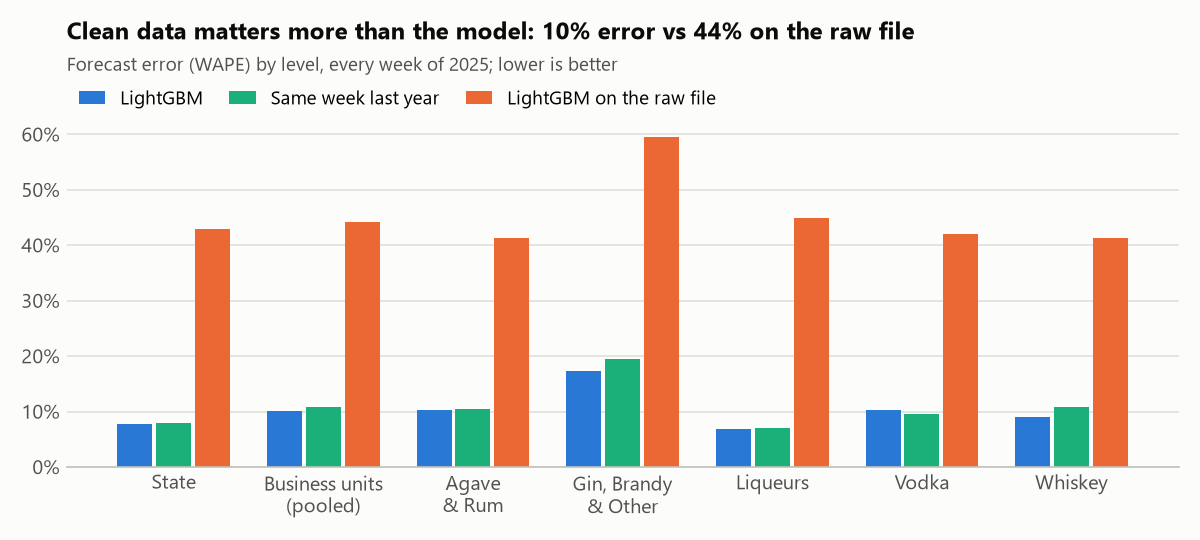 Clean data matters more than the model: 10% error vs 44% on the raw file
Forecast error (WAPE) by level, every week of 2025; lower is better
LightGBM Same week last year LightGBM on the raw file
60%
50%
40%
30%
20%
10%
0%
State
Business units
(pooled)
Agave
& Rum
Gin, Brandy
& Other
Liqueurs
Vodka
Whiskey